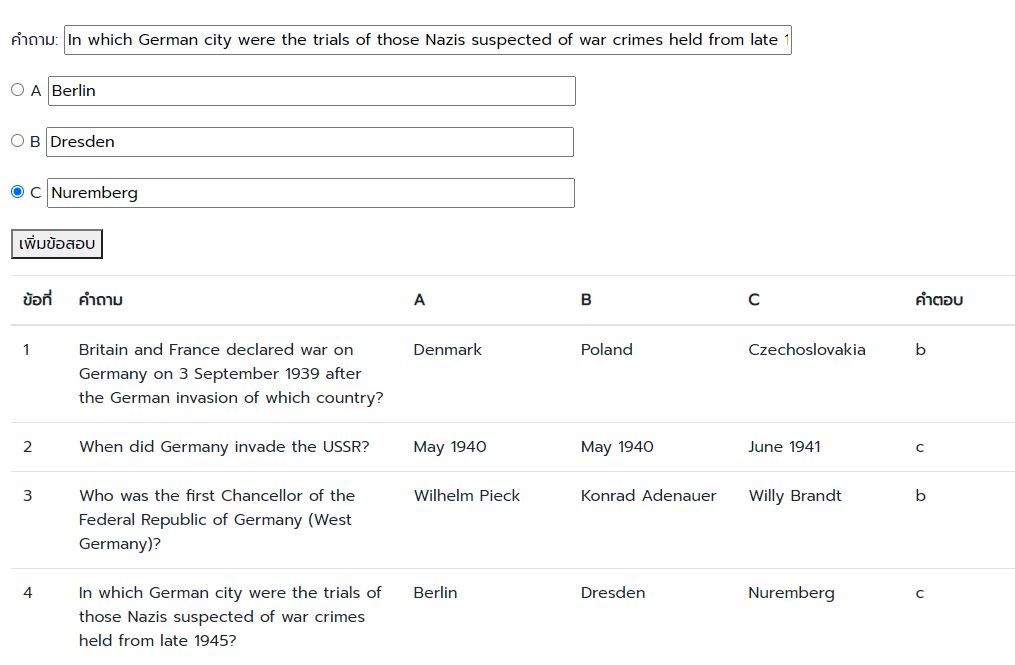 คำถาม: In which German city were the trials of those Nazis suspected of war crimes held from late
A Berlin
B Dresden
C Nuremberg
เพิ่มข้อสอบ
ข้อที่ คำถาม A B C คำตอบ
1 Britain and France declared war on Denmark Poland Czechoslovakia b
Germany on 3 September 1939 after
the German invasion of which country?
2 When did Germany invade the USSR? May 1940 May 1940 June 1941 c
3 Who was the first Chancellor of the Wilhelm Pieck Konrad Adenauer Willy Brandt b
Federal Republic of Germany (West
Germany)?
4 In which German city were the trials of Berlin Dresden Nuremberg c
those Nazis suspected of war crimes
held from late 1945?